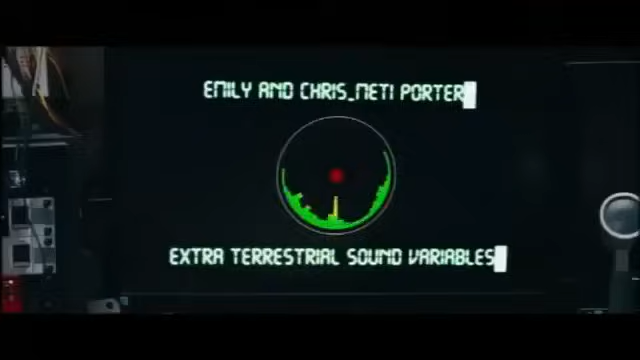 EMILY AND CHRIS_NETI PORTER
EXTRA TERRESTRIAL SOUND VARIABLES